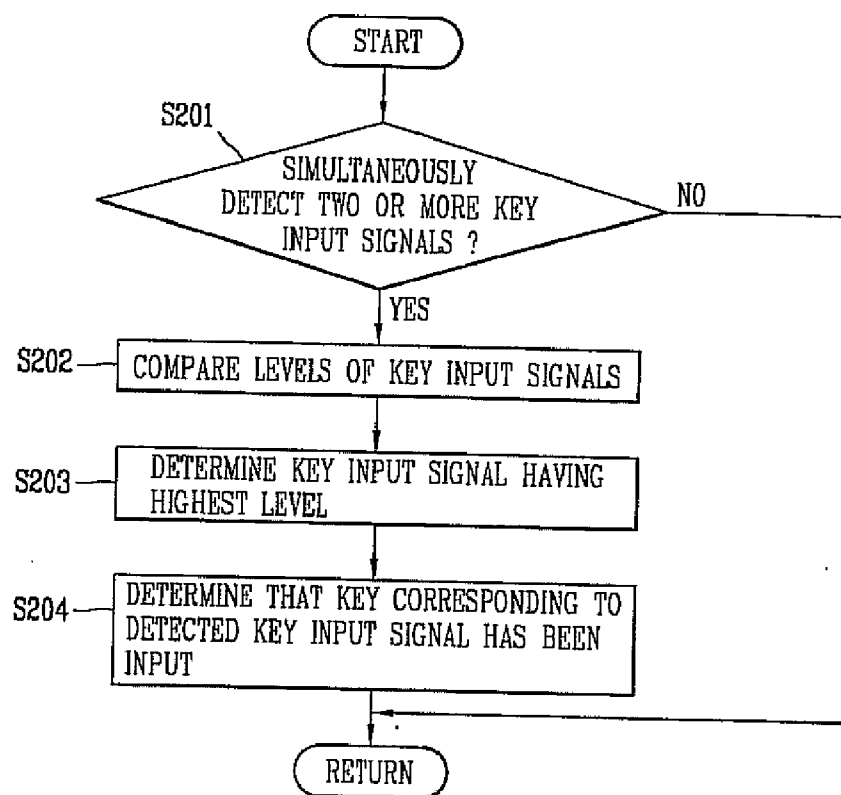 START
S201
SIMULTANEOUSLY
DETECT TWO OR MORE KEY
INPUT SIGNALS ?
NO
YES
S202
COMPARE LEVELS OF KEY INPUT SIGNALS
S203
DETERMINE KEY INPUT SIGNAL HAVING
HIGHEST LEVEL
S204
DETERMINE THAT KEY CORRESPONDING TO
DETECTED KEY INPUT SIGNAL HAS BEEN
INPUT
RETURN